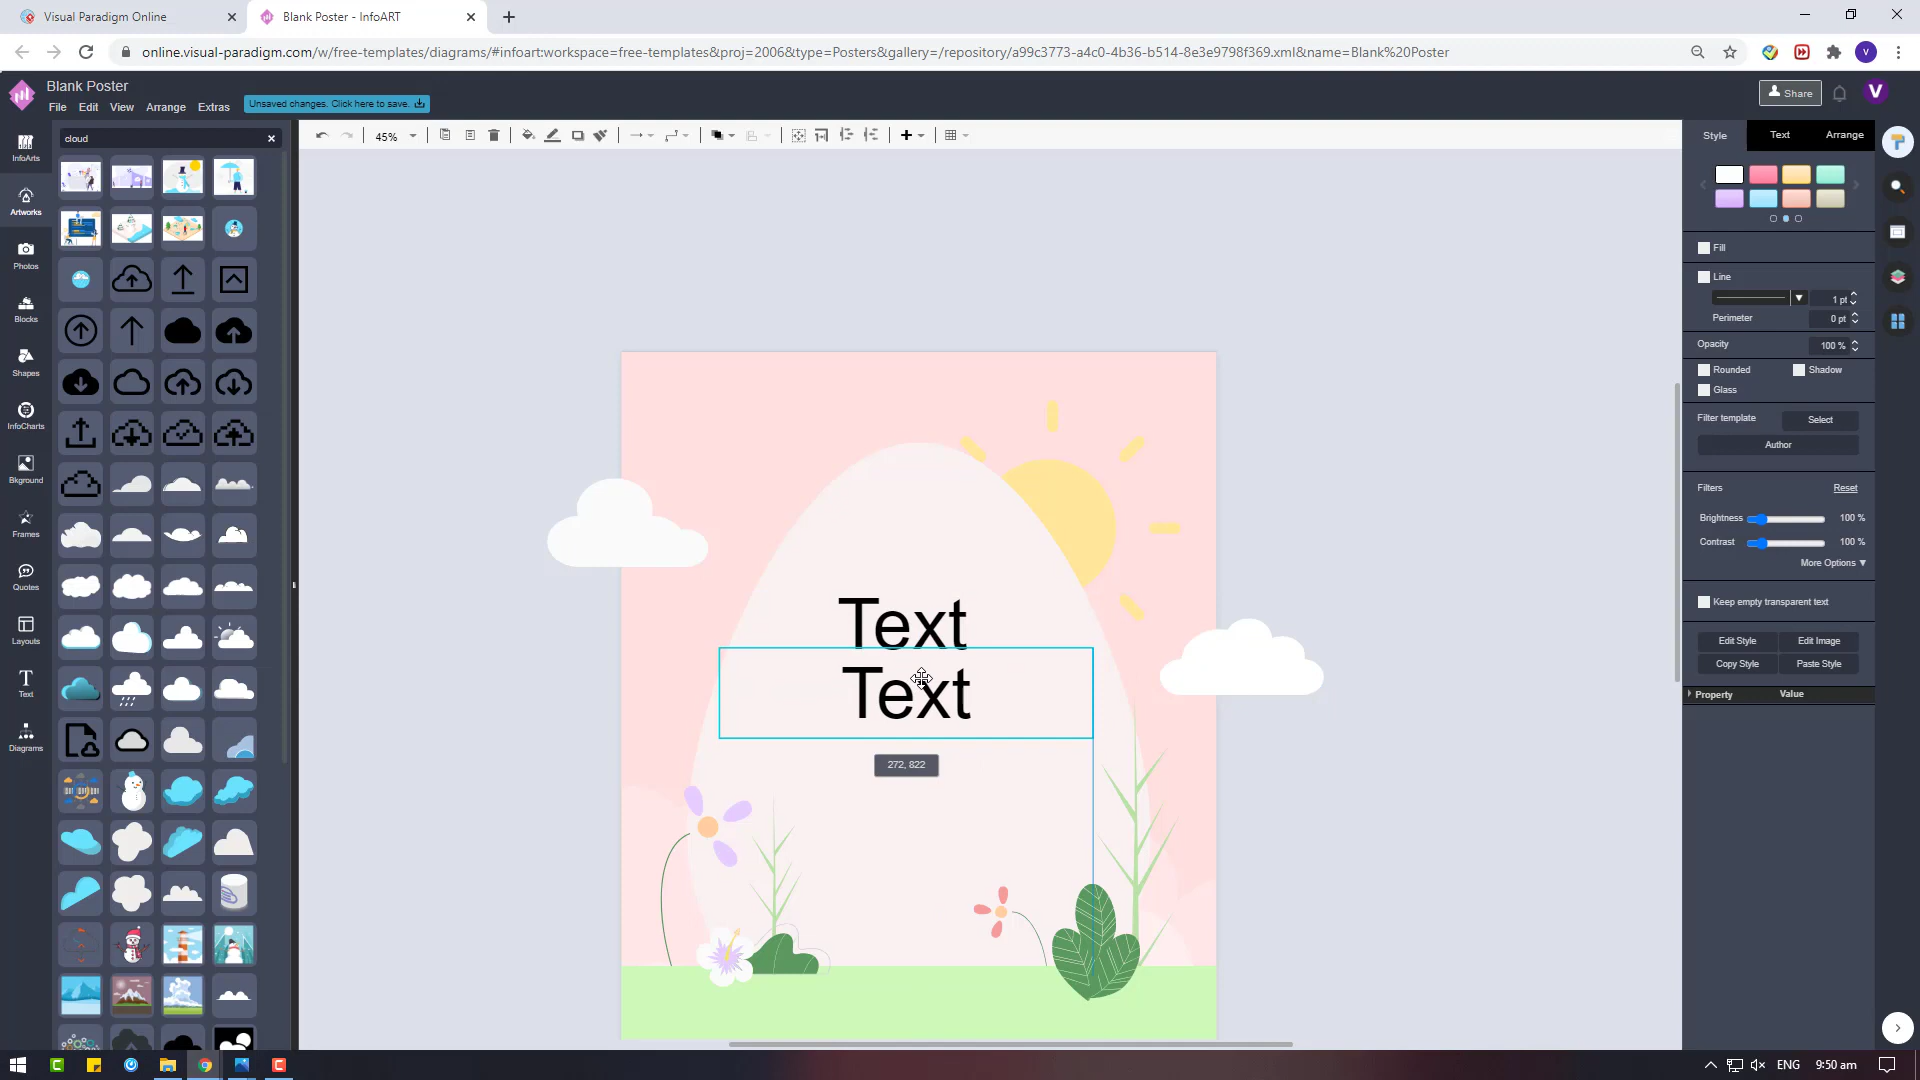 Visual Paradigm Online
Blank Poster - InfoART
online.visual-paradigm.com/w/free-templates/diagrams/#infoart:workspace=free-templates&proj=2006&type=Posters&gallery=/repository/a99c3773-a4c0-4b36-b514-8e3e9798f369.xml&name=Blank%20Poster
V
Blank Poster
File Edit View Arrange Extras
Unsaved changes. Click here to save.
Share
V
cloud
45%
Style Text Arrange
InfoArts
Artworks
Photos
Blocks
Shapes
InfoCharts
Bkground
Frames
Quotes
Layouts
Text
Diagrams
Text
Text
272, 822
Fill
Line
1 pt
Perimeter 0 pt
Opacity 100 %
Rounded Shadow
Glass
Filter template Select
Author
Filters Reset
Brightness 100 %
Contrast 100 %
More Options
Keep empty transparent text
Edit Style Edit Image
Copy Style Paste Style
Property Value
ENG 9:50 am